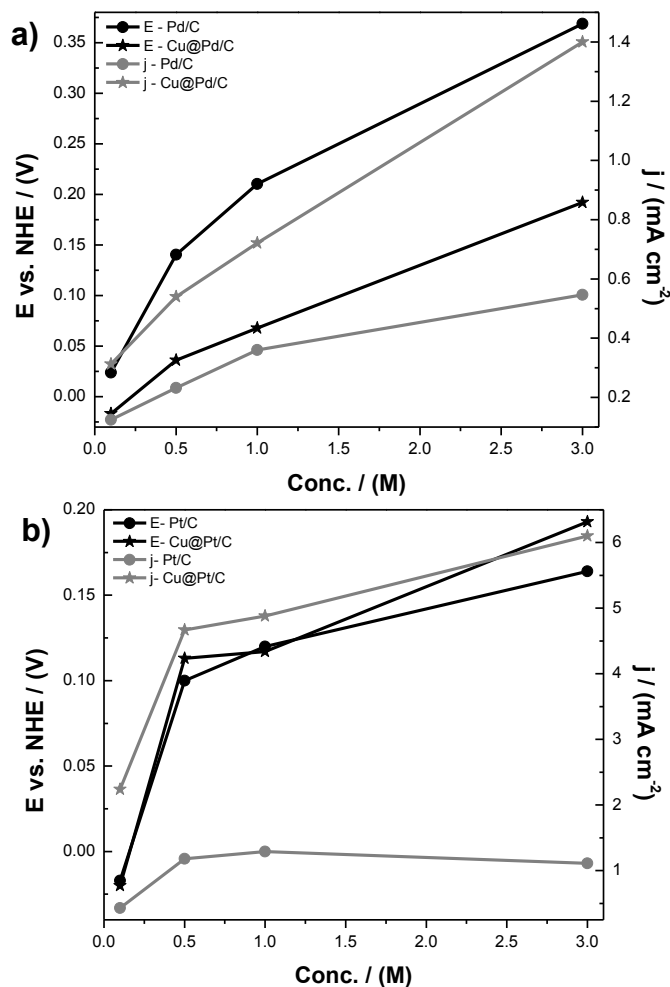 a)
E - Pd/C
E - Cu@Pd/C
j - Pd/C
j - Cu@Pd/C
0.35
0.30
0.25
0.20
0.15
0.10
0.05
0.00
E vs. NHE / (V)
1.4
1.2
1.0
0.8
0.6
0.4
0.2
j / (mA cm-2)
0.0 0.5 1.0 1.5 2.0 2.5 3.0
Conc. / (M)
b)
E- Pt/C
E- Cu@Pt/C
j- Pt/C
j- Cu@Pt/C
0.20
0.15
0.10
0.05
0.00
E vs. NHE / (V)
6
5
4
3
2
1
j / (mA cm-2)
0.0 0.5 1.0 1.5 2.0 2.5 3.0
Conc. / (M)